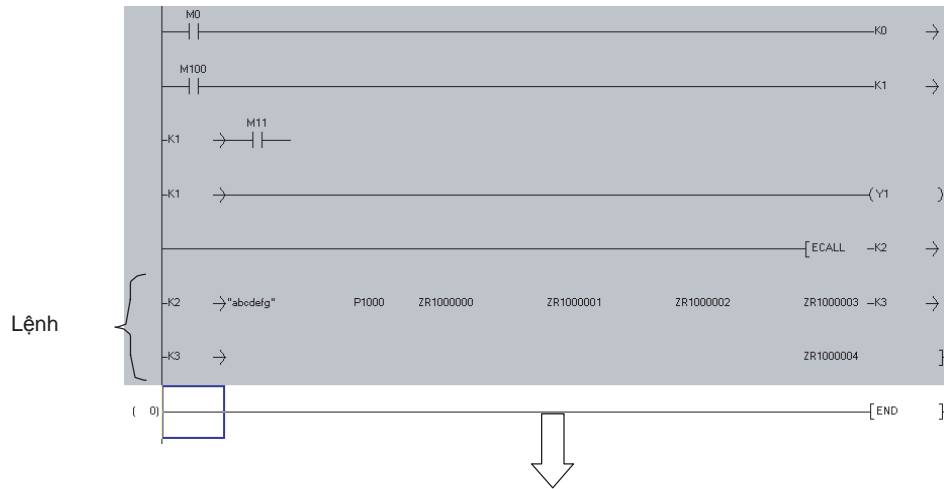 M0
K0
M100
K1
M11
K1
K1 Y1
ECALL K2
K2 "abcdefg" P1000 ZR1000000 ZR1000001 ZR1000002 ZR1000003 K3
Lệnh
K3 ZR1000004
( 0) END